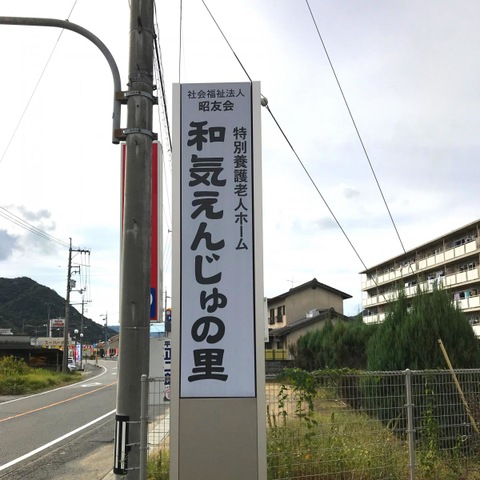 社会福祉法人
昭友会
特別養護老人ホーム
和気えんじゅの里